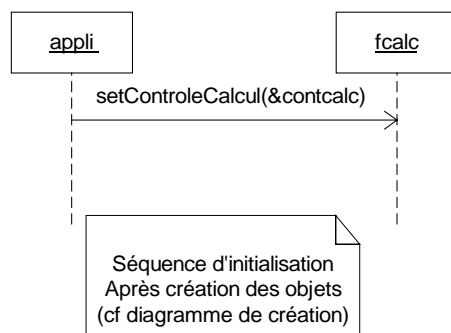 appli
fcalc
setControleCalcul(&contcalc)
Séquence d'initialisation
Après création des objets
(cf diagramme de création)